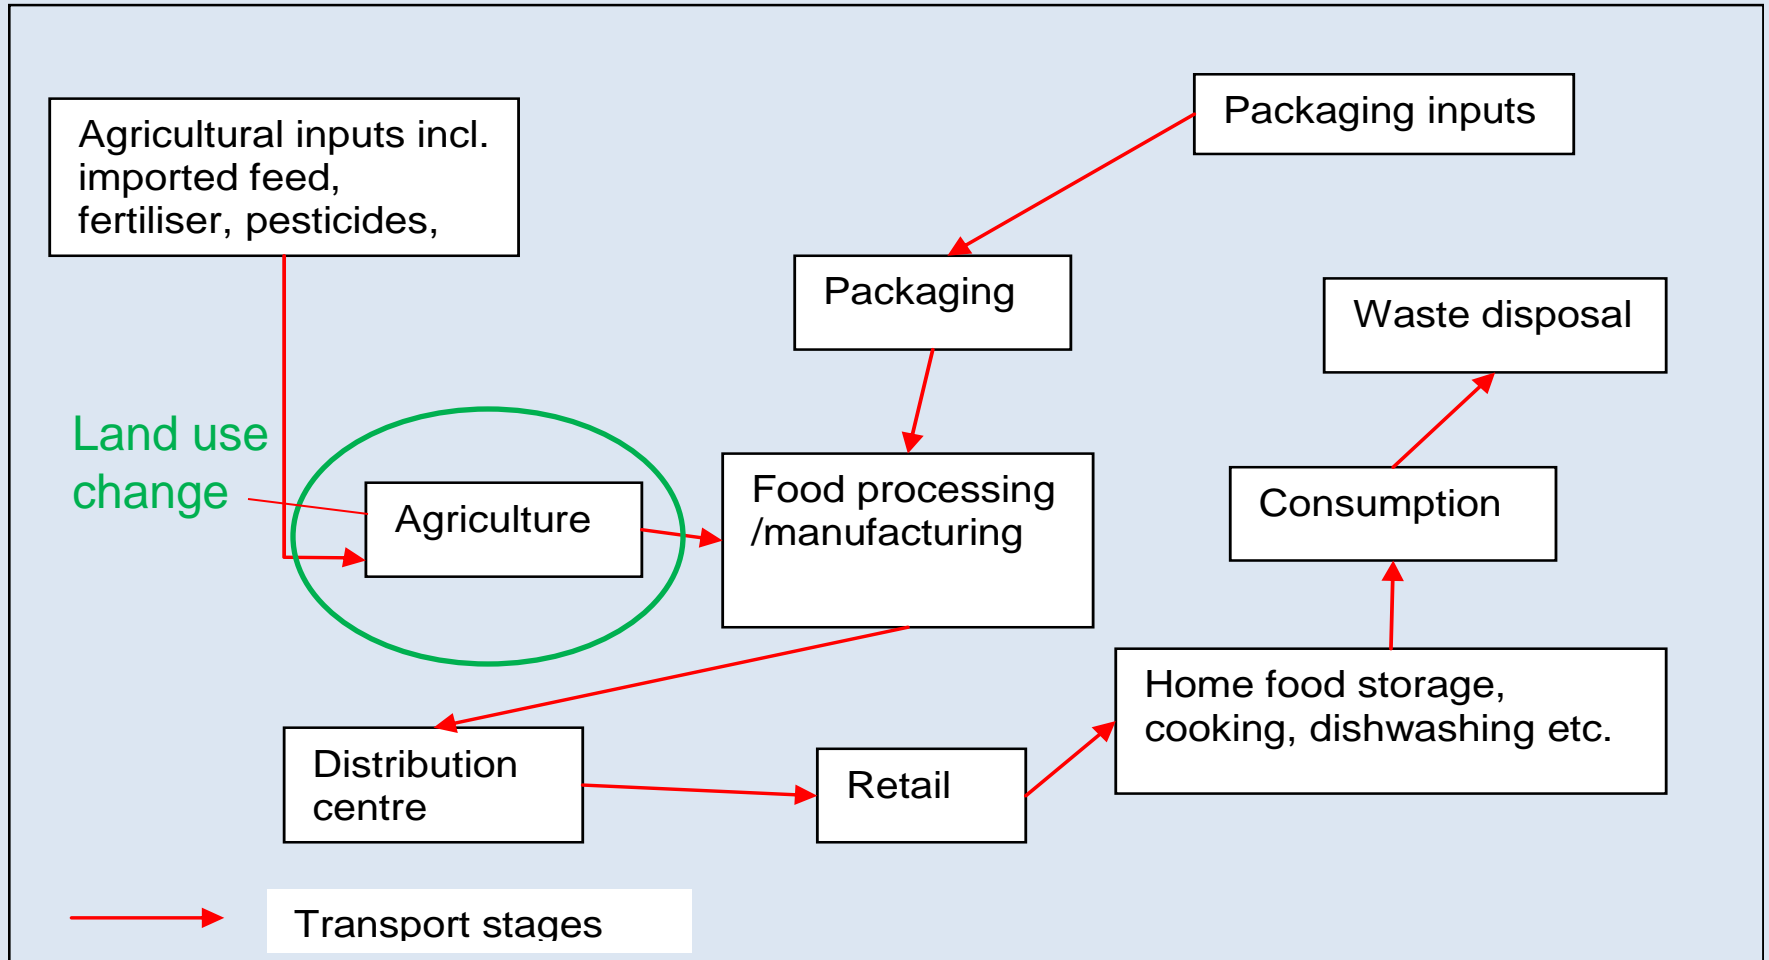 Agricultural inputs incl.
imported feed,
fertiliser, pesticides,
Packaging inputs
Packaging
Waste disposal
Land use
change
Agriculture
Food processing
/manufacturing
Consumption
Home food storage,
cooking, dishwashing etc.
Distribution
centre
Retail
Transport stages